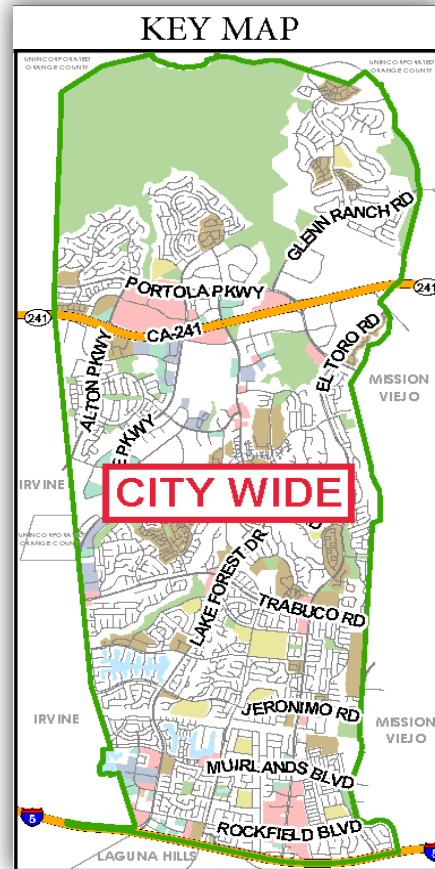 KEY MAP
UNINCORPORATED
ORANGE COUNTY
UNINCORPORATED
ORANGE COUNTY
GLENN RANCH RD
PORTOLA PKWY
241
241
CA-241
EL TORO RD
ALTON PKWY
MISSION
VIEJO
E PKWY
IRVINE
CITY WIDE
UNINCORPORATED
ORANGE COUNTY
LAKE FOREST DR
TRABUCO RD
IRVINE
JERONIMO RD
MISSION
VIEJO
MUIRLANDS BLVD
5
ROCKFIELD BLVD
5
LAGUNA HILLS